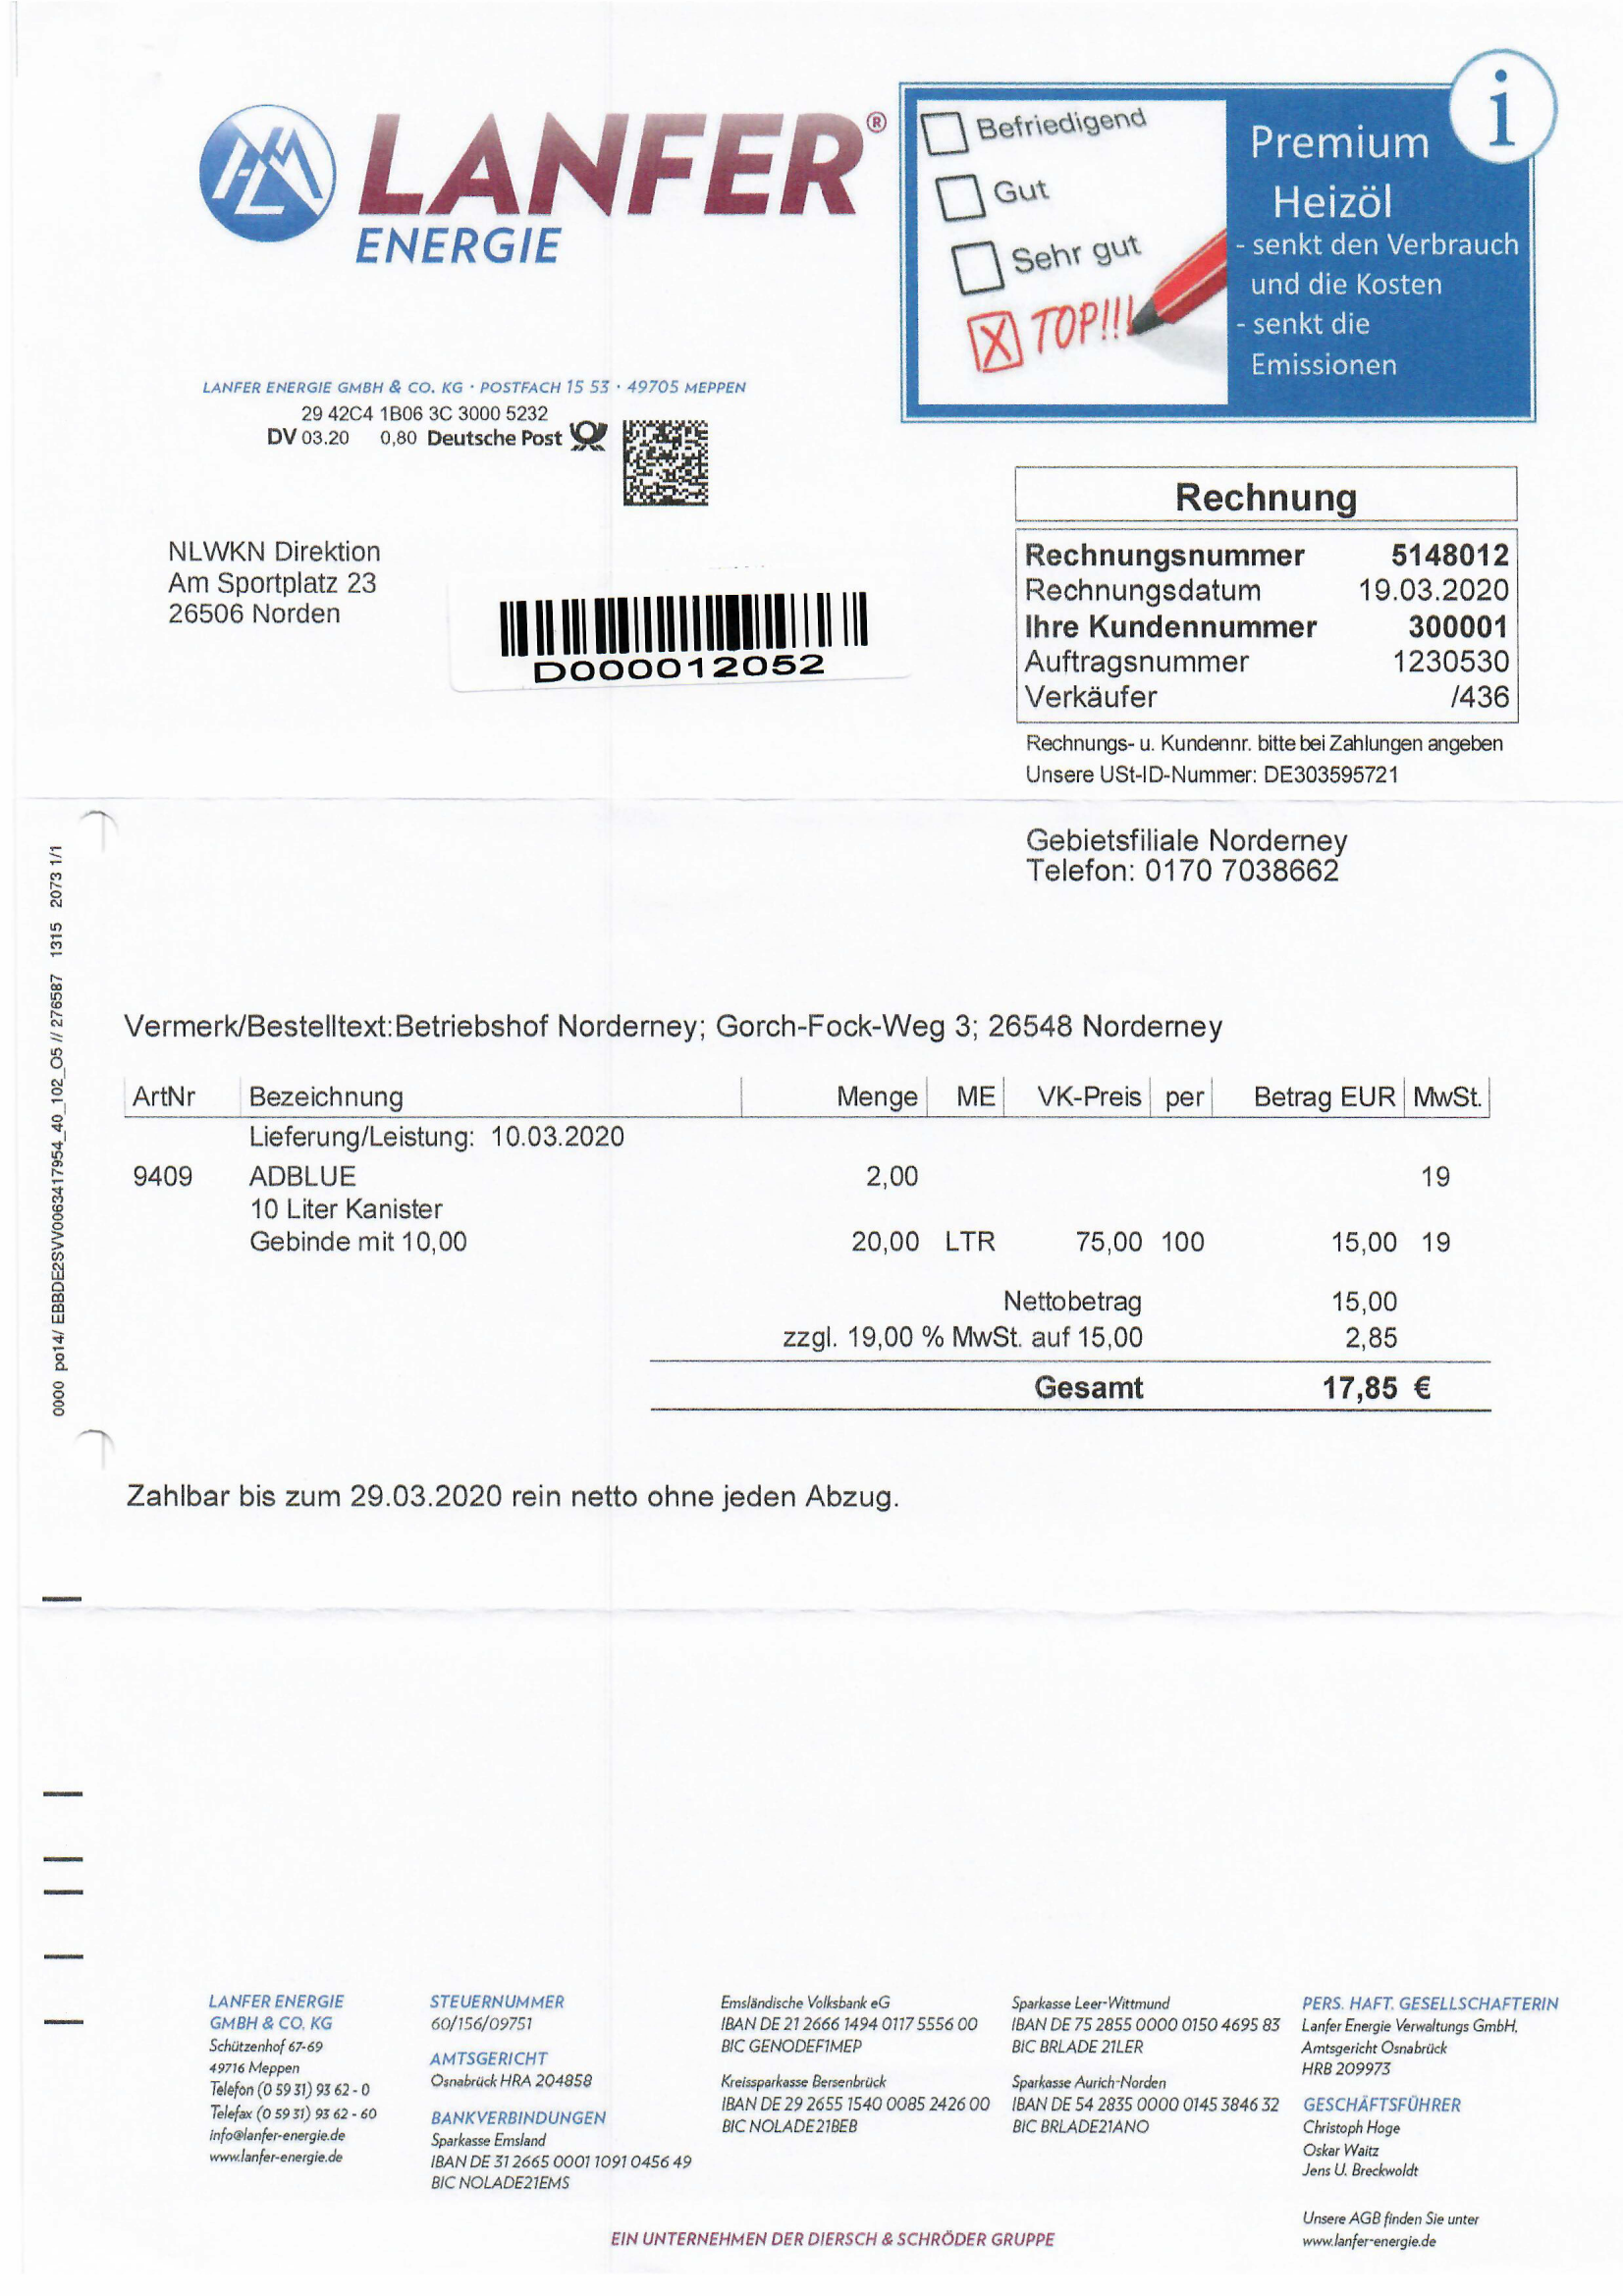 LANFER®
ENERGIE
Befriedigend
Gut
Sehr gut
X TOP!!!
i
Premium
Heizöl
- senkt den Verbrauch
und die Kosten
- senkt die
Emissionen
LANFER ENERGIE GMBH & CO. KG · POSTFACH 15 53 · 49705 MEPPEN
29 42C4 1B06 3C 3000 5232
DV 03.20 0,80 Deutsche Post
NLWKN Direktion
Am Sportplatz 23
26506 Norden
D000012052
Rechnung
Rechnungsnummer 5148012
Rechnungsdatum 19.03.2020
Ihre Kundennummer 300001
Auftragsnummer 1230530
Verkäufer /436
Rechnungs- u. Kundennr. bitte bei Zahlungen angeben
Unsere USt-ID-Nummer: DE303595721
Gebietsfiliale Norderney
Telefon: 0170 7038662
0000 po14/ EBBDE2SVV0063417954_40_102_O5 // 276587 1315 2073 1/1
Vermerk/Bestelltext:Betriebshof Norderney; Gorch-Fock-Weg 3; 26548 Norderney
ArtNr Bezeichnung Menge ME VK-Preis per Betrag EUR MwSt.
Lieferung/Leistung: 10.03.2020
9409 ADBLUE 2,00 19
10 Liter Kanister
Gebinde mit 10,00 20,00 LTR 75,00 100 15,00 19
Nettobetrag 15,00
zzgl. 19,00 % MwSt. auf 15,00 2,85
Gesamt 17,85 €
Zahlbar bis zum 29.03.2020 rein netto ohne jeden Abzug.
LANFER ENERGIE
GMBH & CO. KG
Schützenhof 67-69
49716 Meppen
Telefon (0 59 31) 93 62 - 0
Telefax (0 59 31) 93 62 - 60
info@lanfer-energie.de
www.lanfer-energie.de
STEUERNUMMER
60/156/09751
AMTSGERICHT
Osnabrück HRA 204858
BANKVERBINDUNGEN
Sparkasse Emsland
IBAN DE 31 2665 0001 1091 0456 49
BIC NOLADE21EMS
Emsländische Volksbank eG
IBAN DE 21 2666 1494 0117 5556 00
BIC GENODEF1MEP
Kreissparkasse Bersenbrück
IBAN DE 29 2655 1540 0085 2426 00
BIC NOLADE21BEB
Sparkasse Leer-Wittmund
IBAN DE 75 2855 0000 0150 4695 83
BIC BRLADE 21LER
Sparkasse Aurich-Norden
IBAN DE 54 2835 0000 0145 3846 32
BIC BRLADE21ANO
PERS. HAFT. GESELLSCHAFTERIN
Lanfer Energie Verwaltungs GmbH,
Amtsgericht Osnabrück
HRB 209973
GESCHÄFTSFÜHRER
Christoph Hoge
Oskar Waitz
Jens U. Breckwoldt
Unsere AGB finden Sie unter
www.lanfer-energie.de
EIN UNTERNEHMEN DER DIERSCH & SCHRÖDER GRUPPE